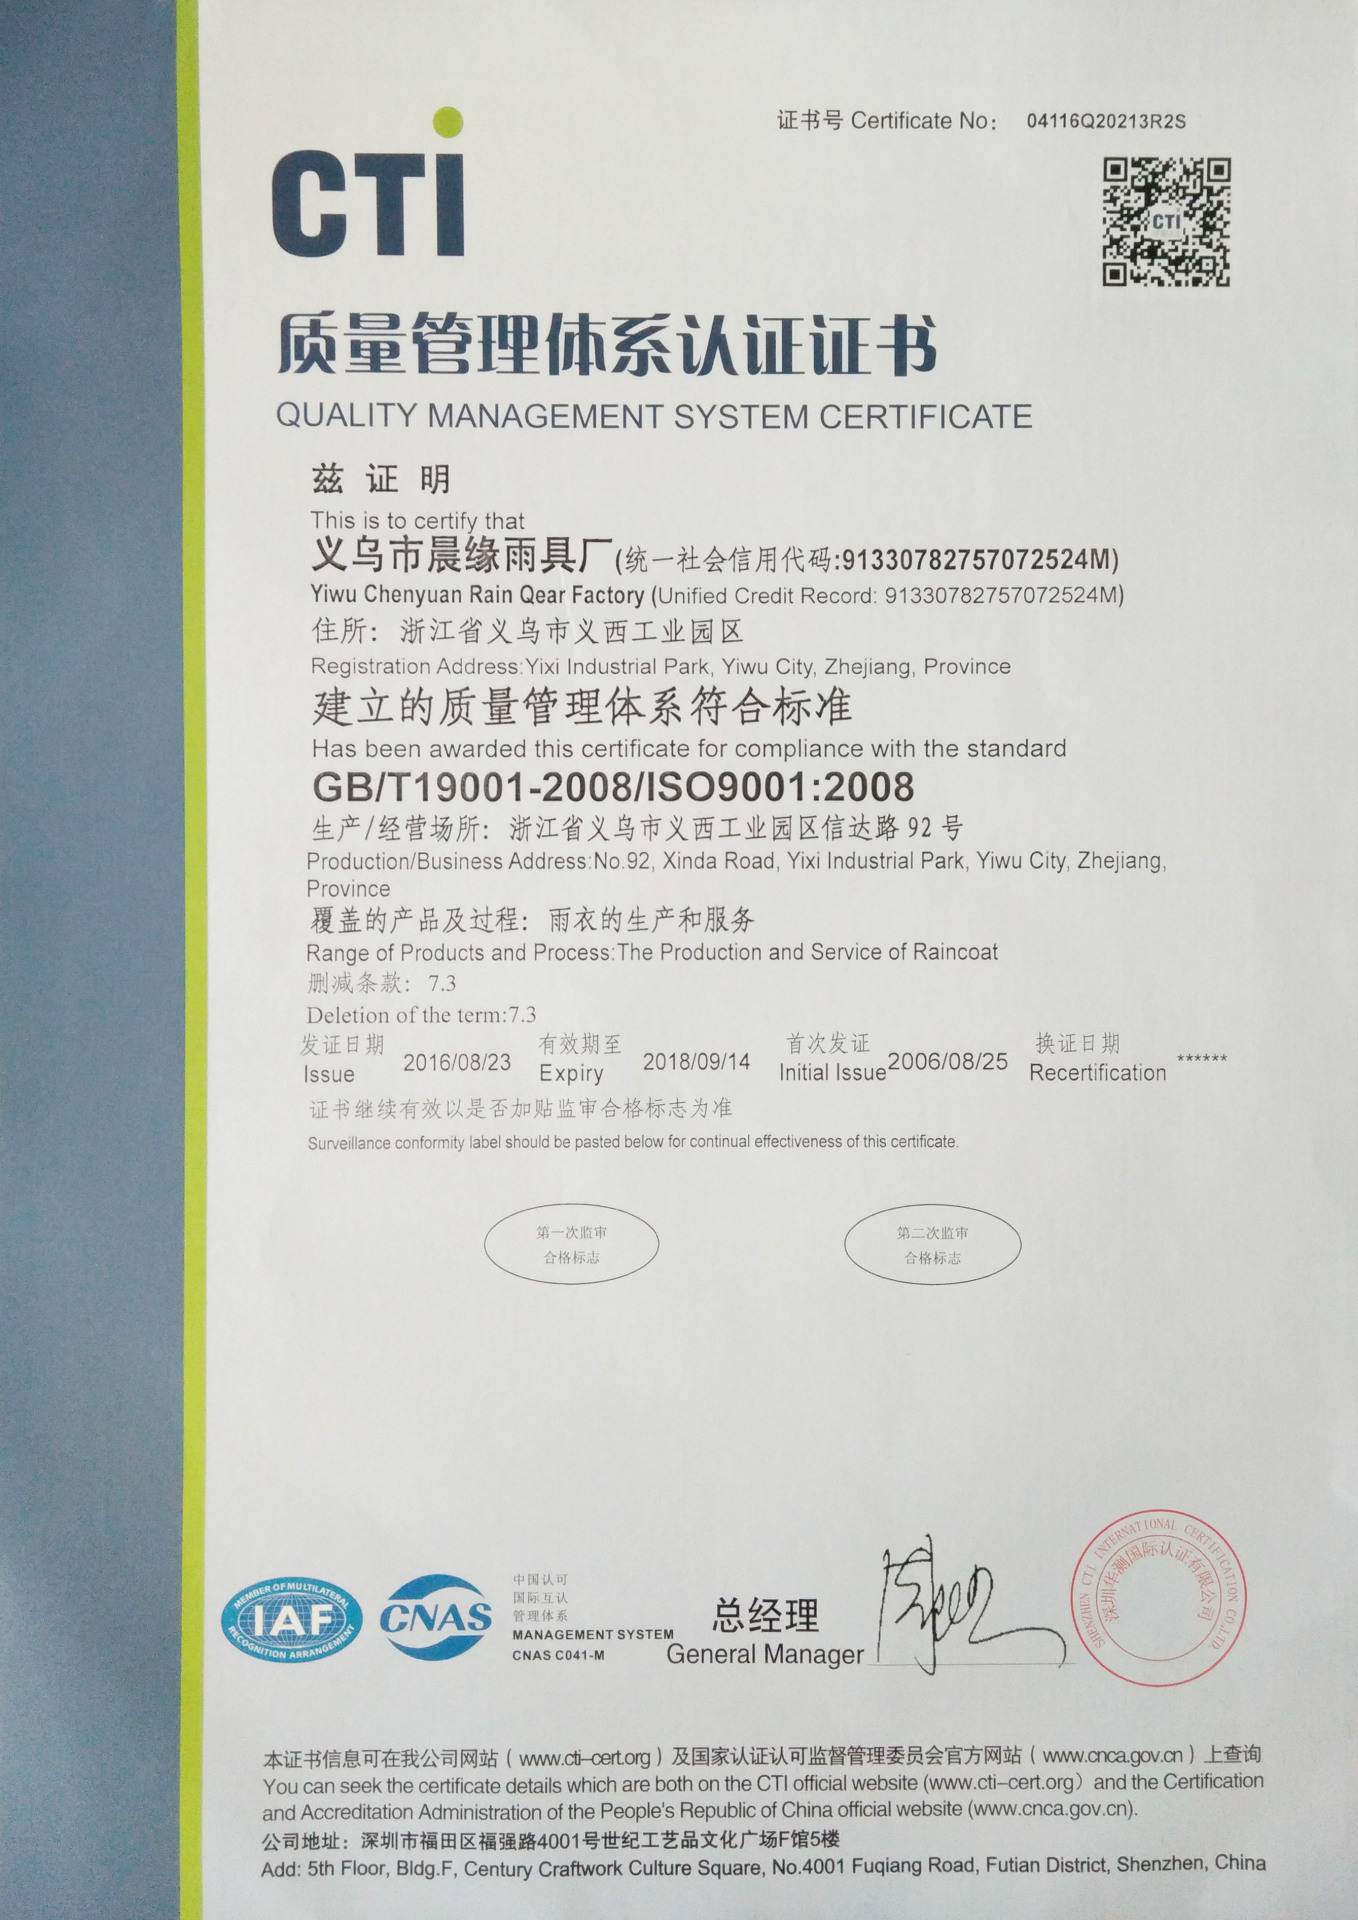 证书号 Certificate No: 04116Q20213R2S
CTI
CTI
质量管理体系认证证书
QUALITY MANAGEMENT SYSTEM CERTIFICATE
兹 证 明
This is to certify that
义乌市晨缘雨具厂(统一社会信用代码:91330782757072524M)
Yiwu Chenyuan Rain Qear Factory (Unified Credit Record: 91330782757072524M)
住所: 浙江省义乌市义西工业园区
Registration Address:Yixi Industrial Park, Yiwu City, Zhejiang, Province
建立的质量管理体系符合标准
Has been awarded this certificate for compliance with the standard
GB/T19001-2008/ISO9001:2008
生产/经营场所: 浙江省义乌市义西工业园区信达路 92 号
Production/Business Address:No.92, Xinda Road, Yixi Industrial Park, Yiwu City, Zhejiang,
Province
覆盖的产品及过程: 雨衣的生产和服务
Range of Products and Process:The Production and Service of Raincoat
删减条款: 7.3
Deletion of the term:7.3
发证日期 Issue 2016/08/23 有效期至 Expiry 2018/09/14 首次发证 Initial Issue 2006/08/25 换证日期 Recertification ******
证书继续有效以是否加贴监审合格标志为准
Surveillance conformity label should be pasted below for continual effectiveness of this certificate.
第一次监审
合格标志
第二次监审
合格标志
MEMBER OF MULTILATERAL
IAF
RECOGNITION ARRANGEMENT
CNAS
中国认可
国际互认
管理体系
MANAGEMENT SYSTEM
CNAS C041-M
总经理
General Manager
SHENZHEN CTI INTERNATIONAL CERTIFICATION CO.,LTD
深圳华测国际认证有限公司
本证书信息可在我公司网站（www.cti-cert.org）及国家认证认可监督管理委员会官方网站（www.cnca.gov.cn）上查询
You can seek the certificate details which are both on the CTI official website (www.cti-cert.org）and the Certification
and Accreditation Administration of the People's Republic of China official website (www.cnca.gov.cn).
公司地址：深圳市福田区福强路4001号世纪工艺品文化广场F馆5楼
Add: 5th Floor, Bldg.F, Century Craftwork Culture Square, No.4001 Fuqiang Road, Futian District, Shenzhen, China